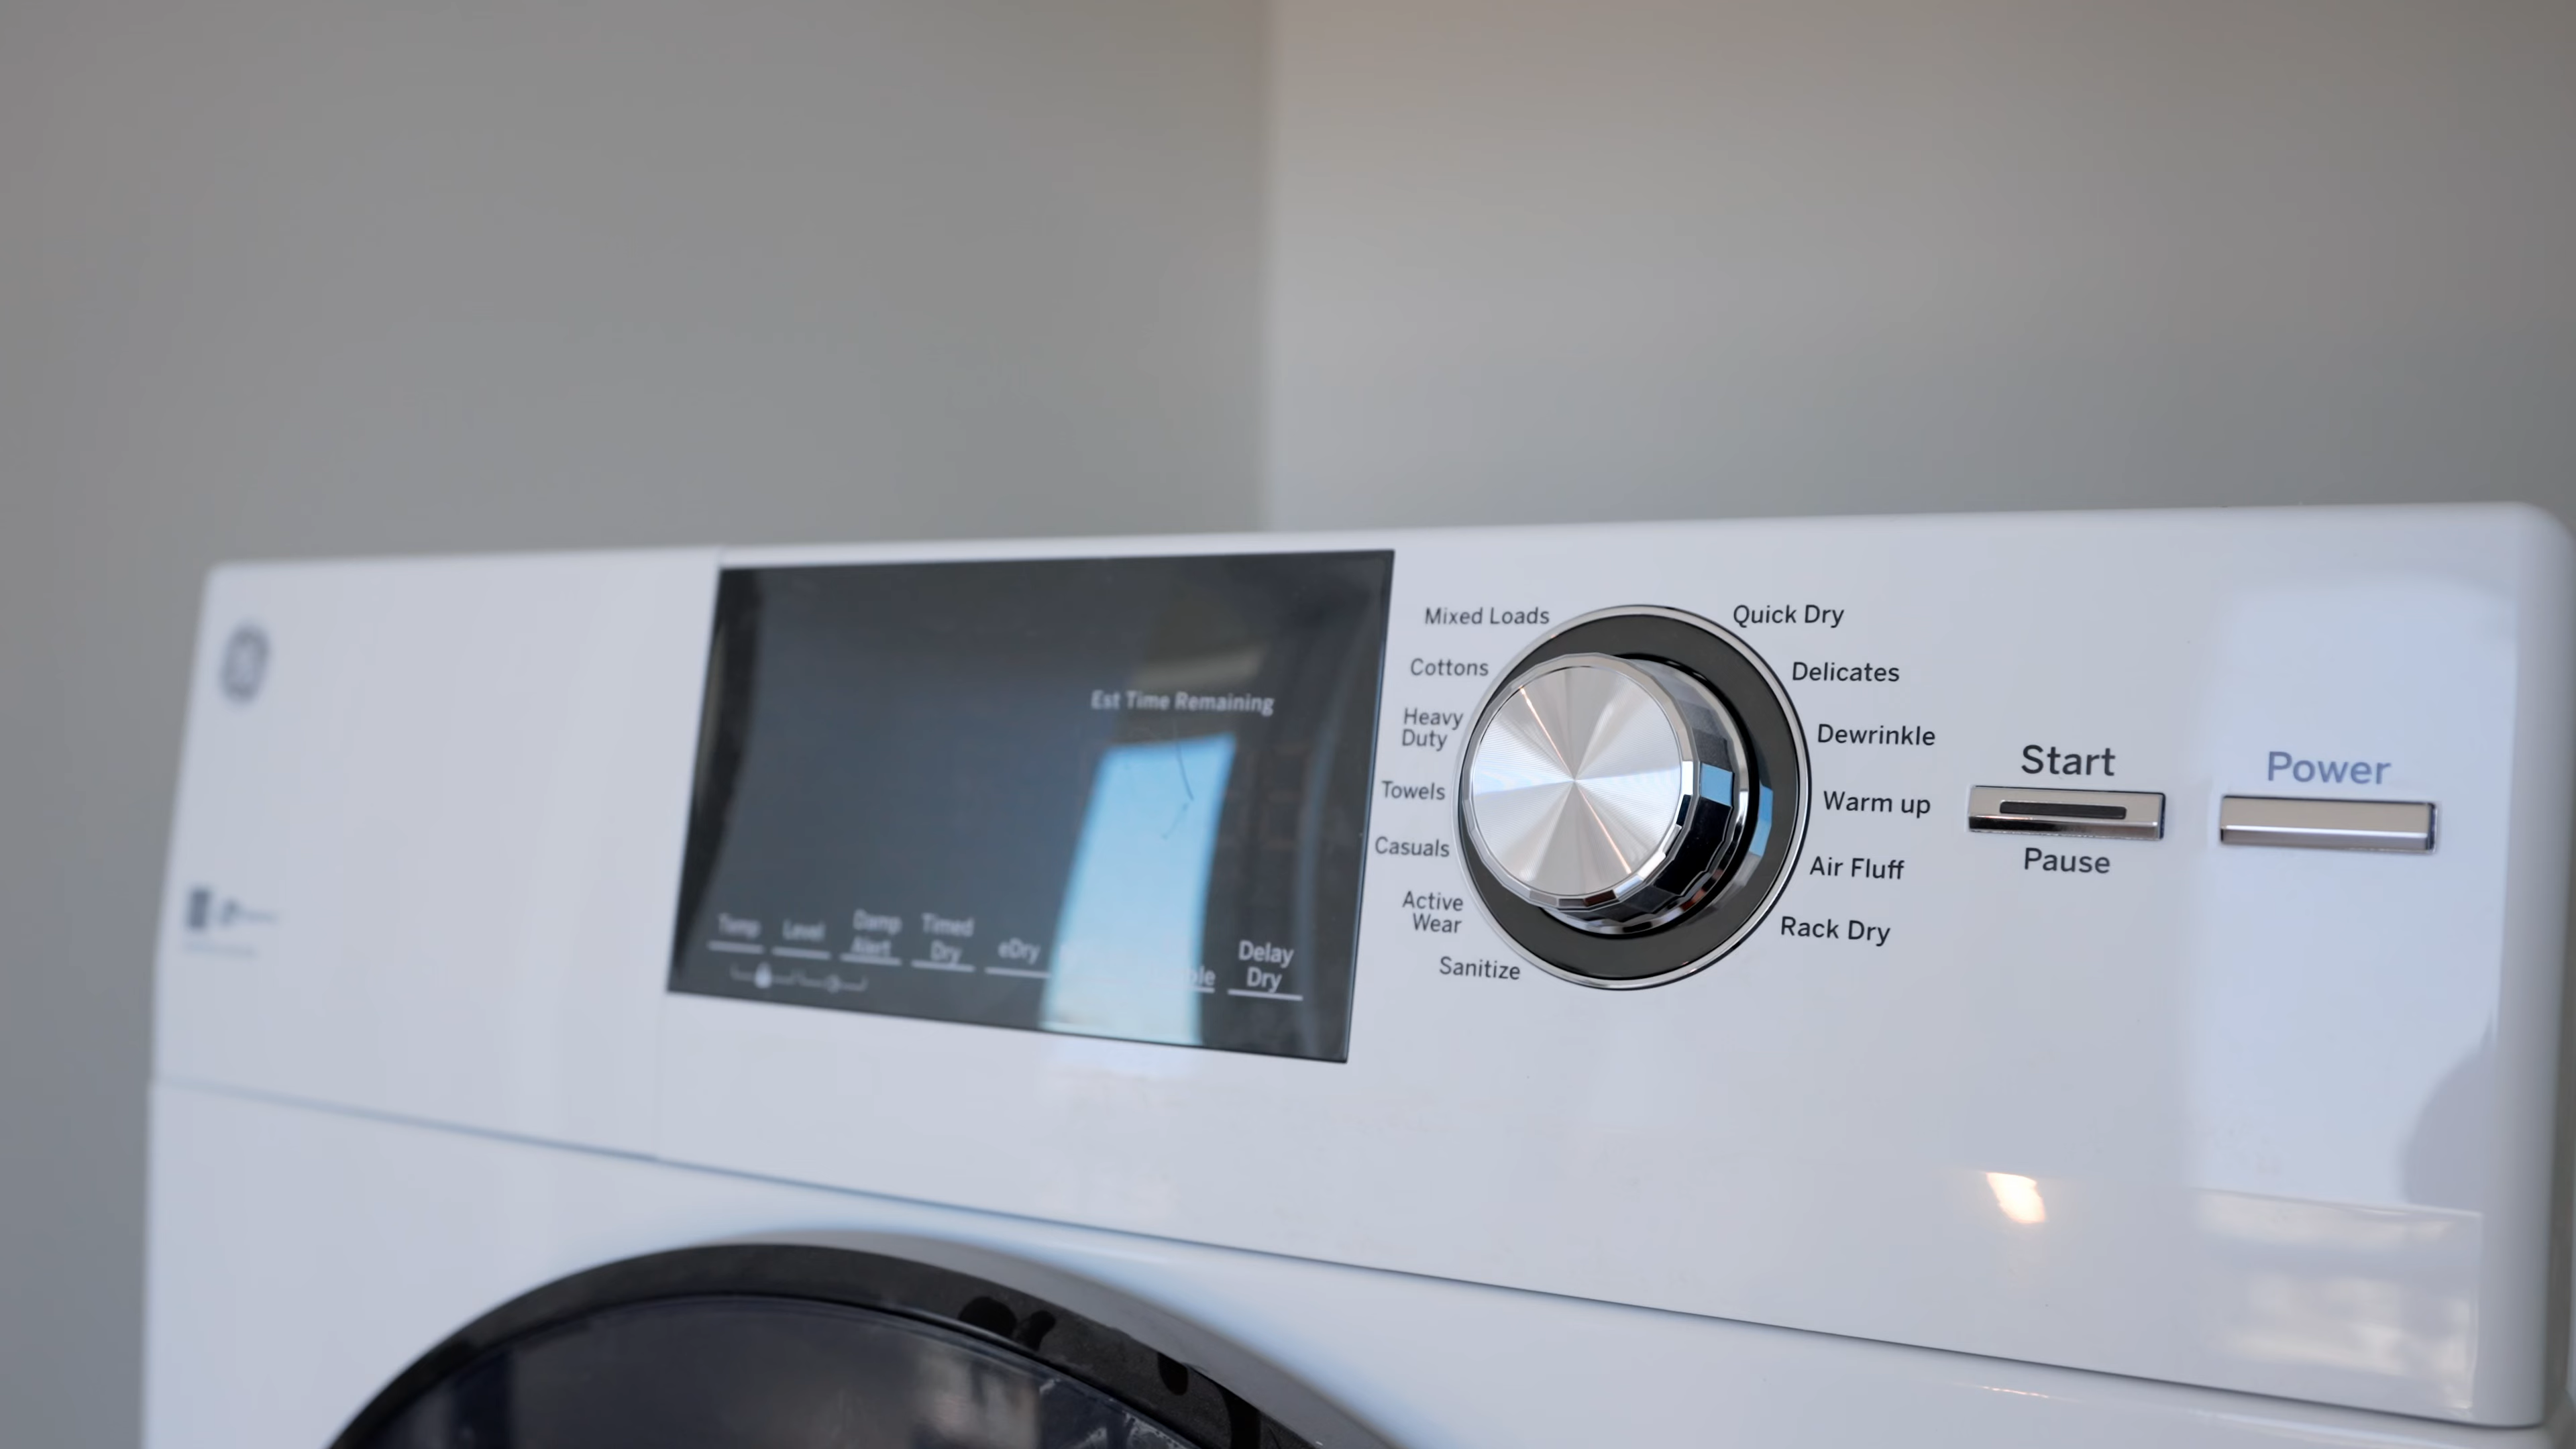 Est Time Remaining
Temp
Level
Damp
Alert
Timed
Dry
eDry
Delay
Dry
Mixed Loads
Cottons
Heavy
Duty
Towels
Casuals
Active
Wear
Sanitize
Quick Dry
Delicates
Dewrinkle
Warm up
Air Fluff
Rack Dry
Start
Pause
Power